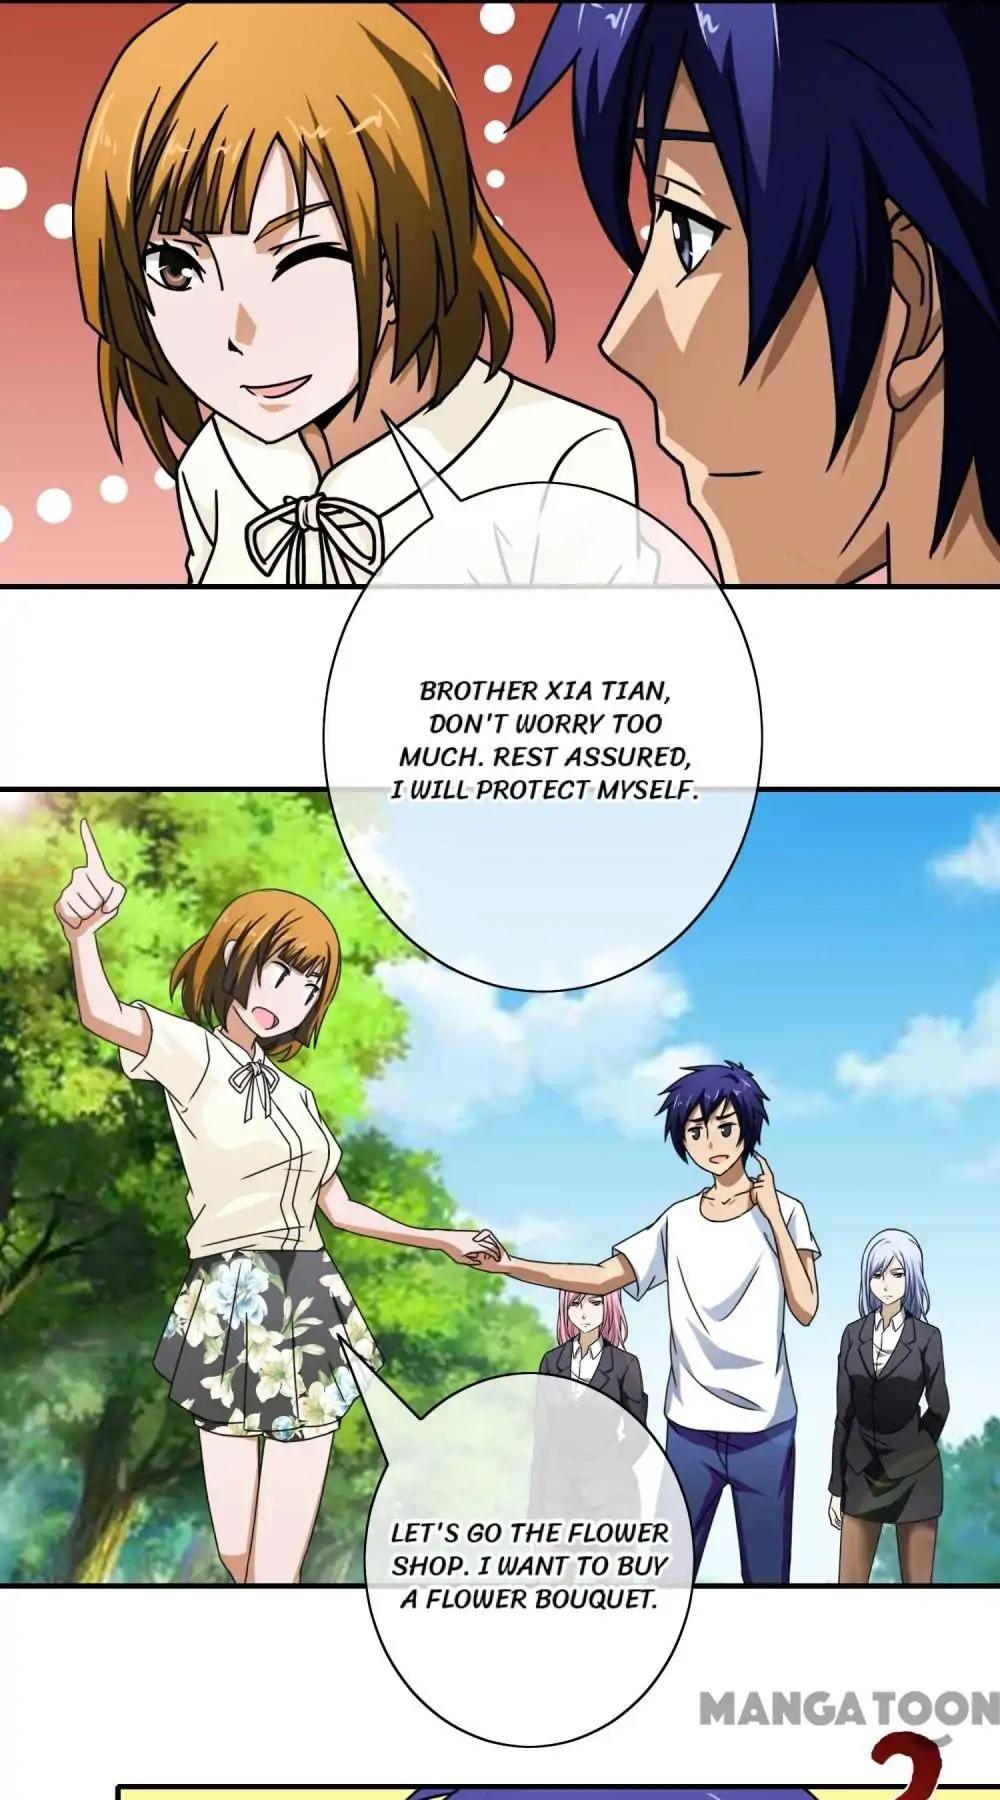 BROTHER XIA TIAN,
DON'T WORRY TOO
MUCH. REST ASSURED,
I WILL PROTECT MYSELF.
LET'S GO THE FLOWER
SHOP. I WANT TO BUY
A FLOWER BOUQUET.
MANGATOON
?